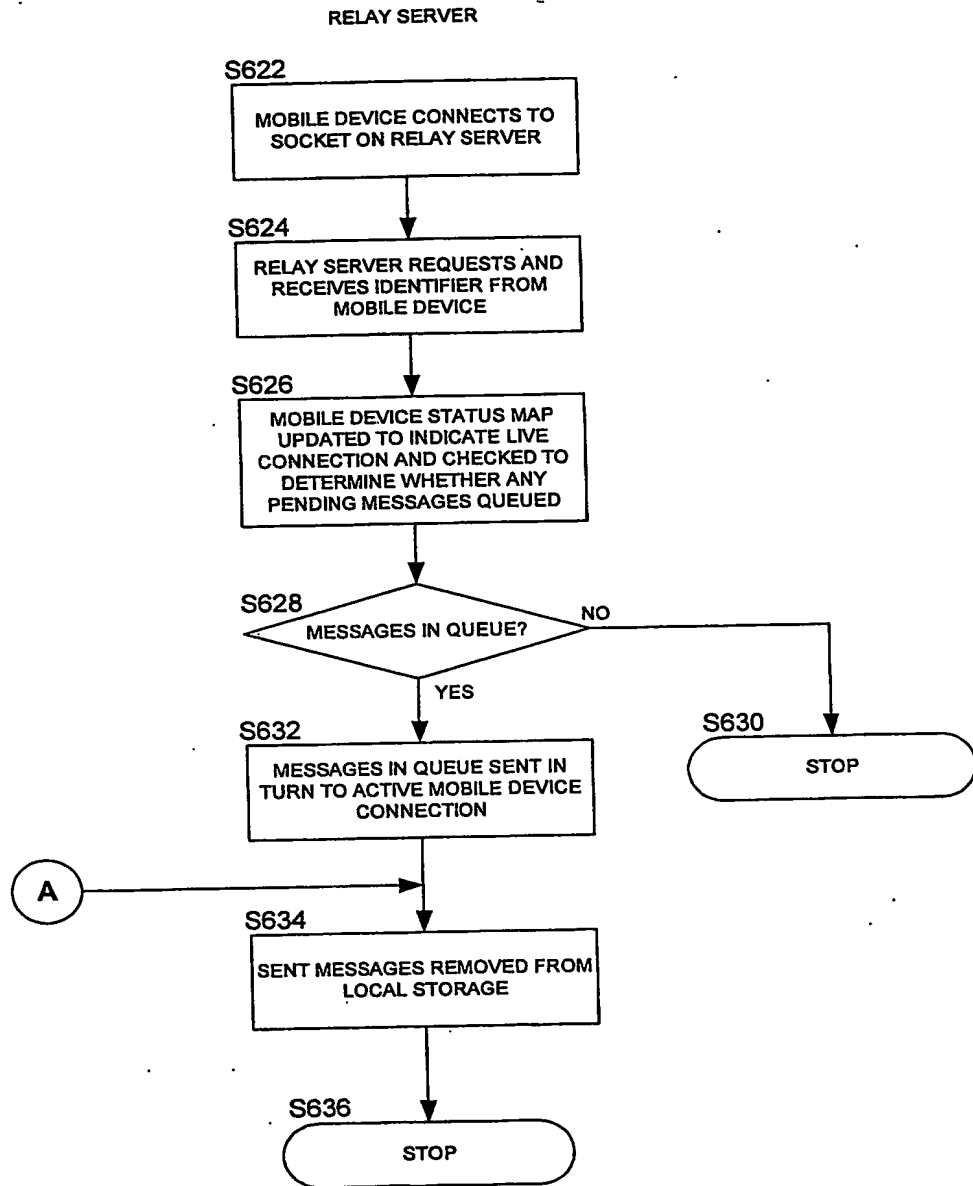 RELAY SERVER
S622
MOBILE DEVICE CONNECTS TO
SOCKET ON RELAY SERVER
S624
RELAY SERVER REQUESTS AND
RECEIVES IDENTIFIER FROM
MOBILE DEVICE
S626
MOBILE DEVICE STATUS MAP
UPDATED TO INDICATE LIVE
CONNECTION AND CHECKED TO
DETERMINE WHETHER ANY
PENDING MESSAGES QUEUED
S628
MESSAGES IN QUEUE?
NO
YES
S630
STOP
S632
MESSAGES IN QUEUE SENT IN
TURN TO ACTIVE MOBILE DEVICE
CONNECTION
A
S634
SENT MESSAGES REMOVED FROM
LOCAL STORAGE
S636
STOP